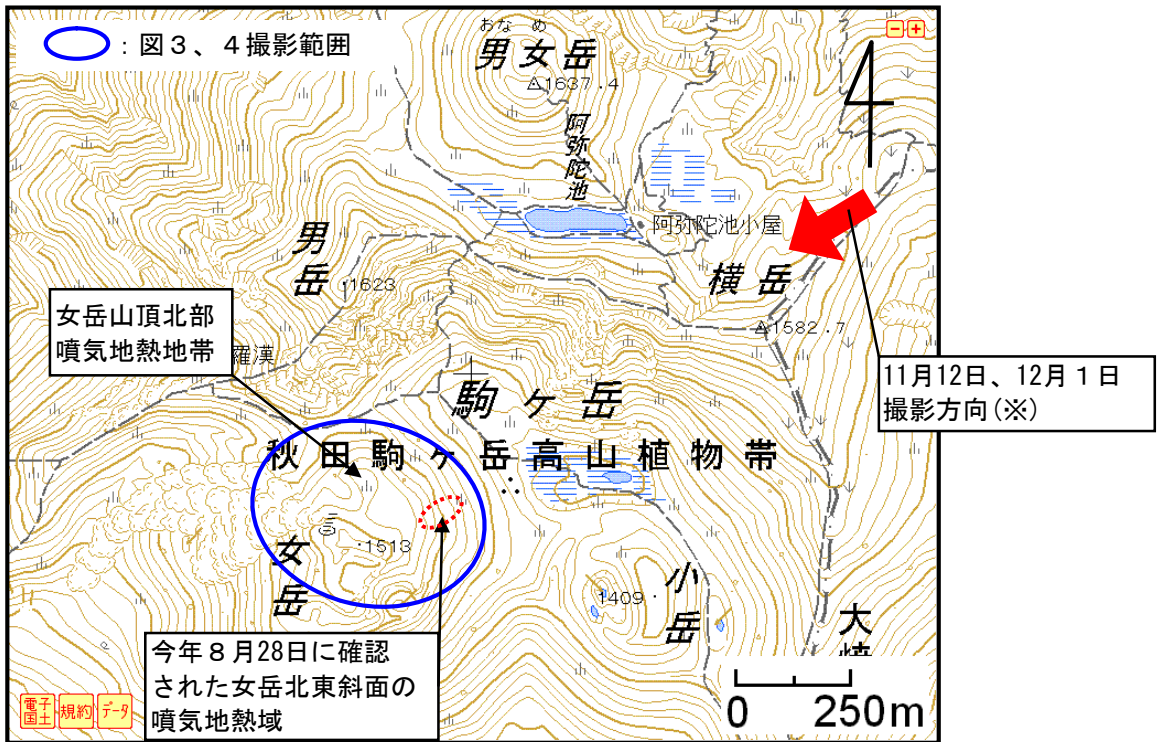 ：図３、４撮影範囲
おなめ
男女岳
1637.4
阿弥陀池
阿弥陀池小屋
男岳
1623
横岳
1582.7
女岳山頂北部
噴気地熱地帯
羅漢
11月12日、12月１日
撮影方向(※)
駒ヶ岳
秋田駒ヶ岳高山植物帯
1513
女岳
1409
小岳
大焼
今年８月28日に確認
された女岳北東斜面の
噴気地熱域
0 250m
電子
国土
規約
データ